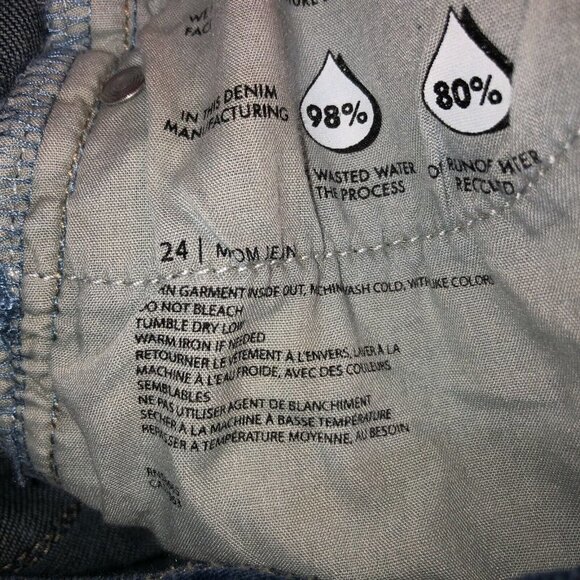 IN THIS DENIM
MANUFACTURING
98%
WASTED WATER
THE PROCESS
80%
RECYCLED
24 | MOM JEAN
GARMENT INSIDE OUT, WASH COLD, WITH LIKE COLORS
DO NOT BLEACH
TUMBLE DRY LOW
WARM IRON IF NEEDED
RETOURNER LE VÊTEMENT À L'ENVERS, LAVER À LA
MACHINE À L'EAU FROIDE, AVEC DES COULEURS
SEMBLABLES
NE PAS UTILISER AGENT DE BLANCHIMENT
SÉCHER À LA MACHINE À BASSE TEMPÉRATURE
REPASSER À TEMPÉRATURE MOYENNE, AU BESOIN